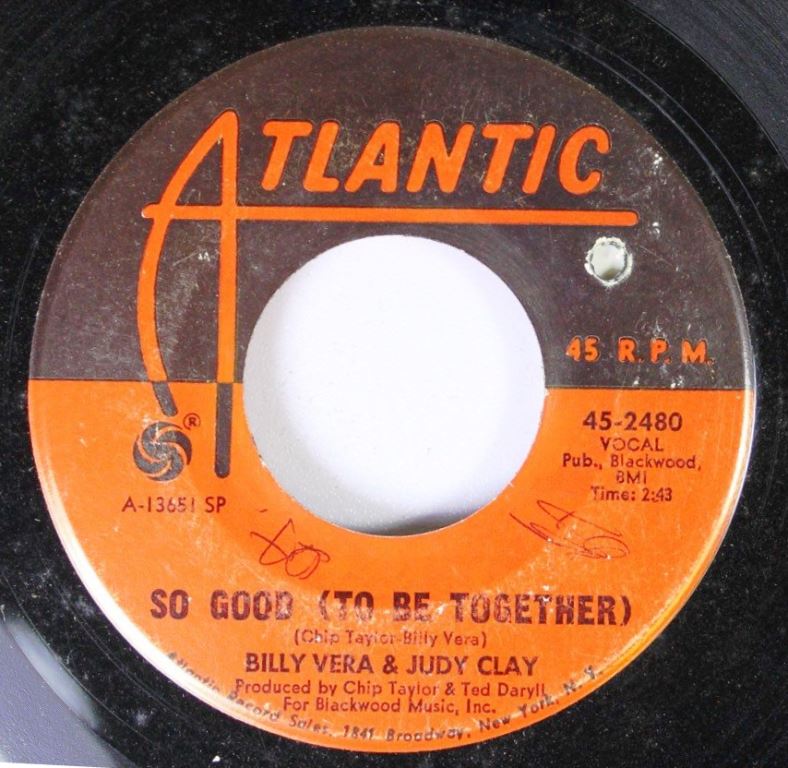 ATLANTIC
45 R.P.M.
45-2480
VOCAL
Pub., Blackwood,
BMI
Time: 2:43
®
A-13651 SP
SO GOOD (TO BE TOGETHER)
(Chip Taylor-Billy Vera)
BILLY VERA & JUDY CLAY
Produced by Chip Taylor & Ted Daryll
For Blackwood Music, Inc.
Atlantic Record Sales, 1841 Broadway, New York, N. Y.